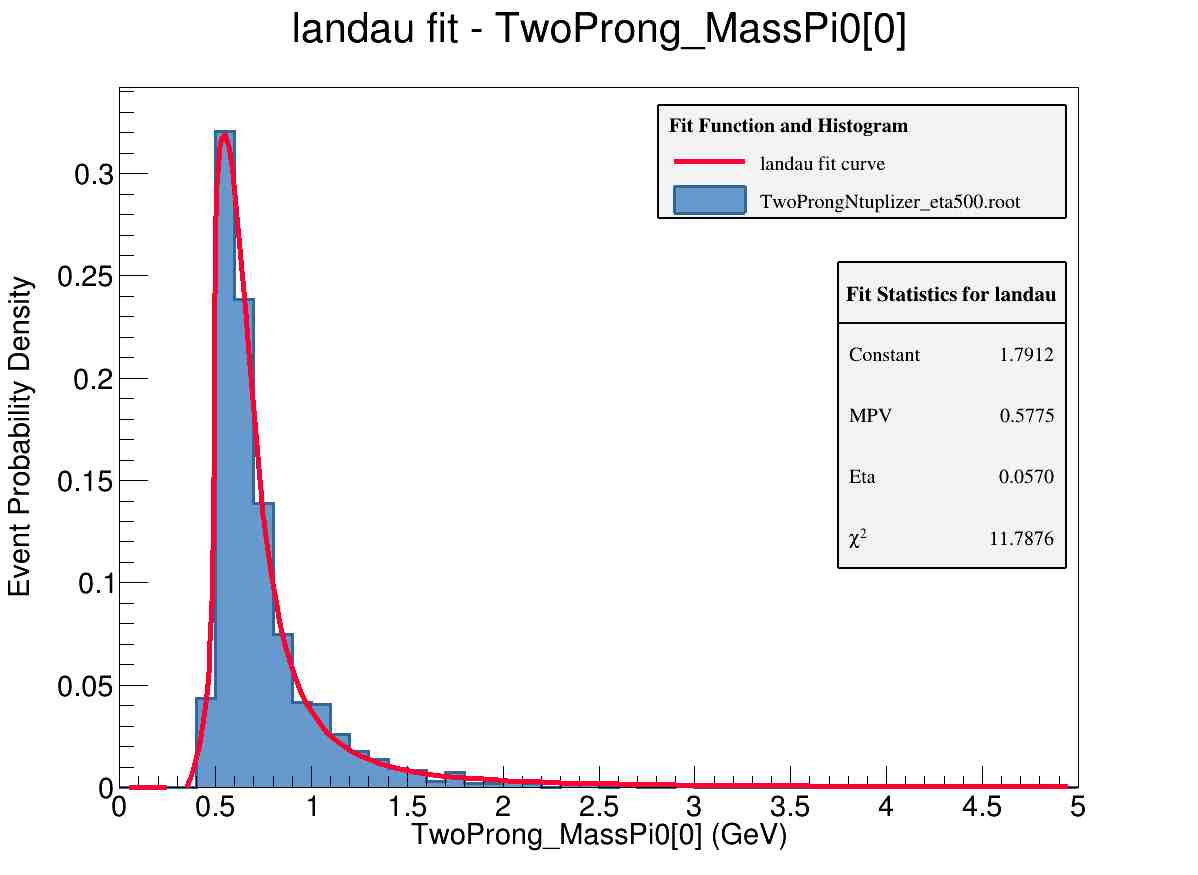 landau fit - TwoProng_MassPi0[0]
Fit Function and Histogram
landau fit curve
TwoProngNtuplizer_eta500.root
Fit Statistics for landau
Constant 1.7912
MPV 0.5775
Eta 0.0570
χ² 11.7876
Event Probability Density
0.3
0.25
0.2
0.15
0.1
0.05
0
0 0.5 1 1.5 2 2.5 3 3.5 4 4.5 5
TwoProng_MassPi0[0] (GeV)